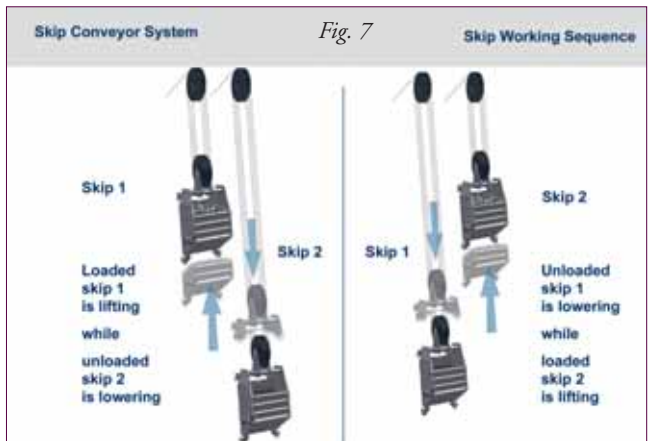 Skip Conveyor System
Fig. 7
Skip Working Sequence
Skip 1
Skip 2
Loaded
skip 1
is lifting
while
unloaded
skip 2
is lowering
Skip 2
Skip 1
Unloaded
skip 1
is lowering
while
loaded
skip 2
is lifting